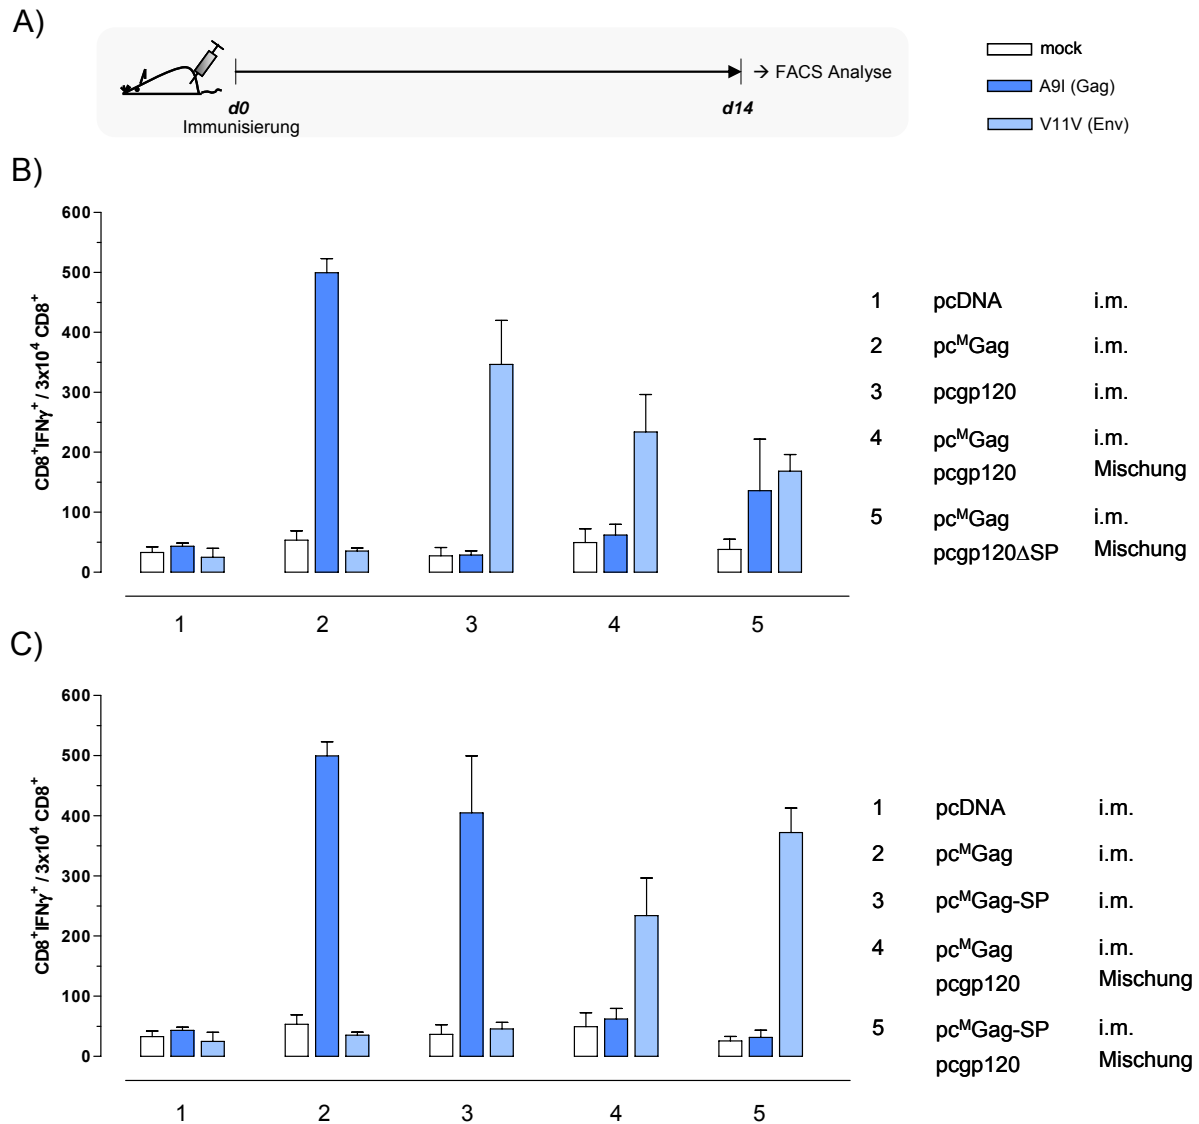 A)
mock
A9I (Gag)
V11V (Env)
→ FACS Analyse
d0
d14
Immunisierung
B)
600
500
400
300
200
100
0
CD8⁺IFNγ⁺ / 3x10⁴ CD8⁺
1 2 3 4 5
1 pcDNA i.m.
2 pcᴹGag i.m.
3 pcgp120 i.m.
4 pcᴹGag i.m.
pcgp120 Mischung
5 pcᴹGag i.m.
pcgp120ΔSP Mischung
C)
600
500
400
300
200
100
0
CD8⁺IFNγ⁺ / 3x10⁴ CD8⁺
1 2 3 4 5
1 pcDNA i.m.
2 pcᴹGag i.m.
3 pcᴹGag-SP i.m.
4 pcᴹGag i.m.
pcgp120 Mischung
5 pcᴹGag-SP i.m.
pcgp120 Mischung